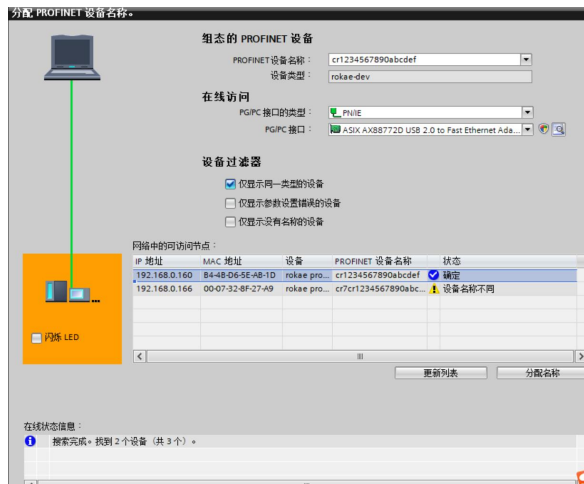 分配 PROFINET 设备名称。
组态的 PROFINET 设备
PROFINET设备名称： cr1234567890abcdef
设备类型： rokae-dev
在线访问
PG/PC 接口的类型： PN/IE
PG/PC 接口： ASIX AX88772D USB 2.0 to Fast Ethernet Ada...
设备过滤器
仅显示同一类型的设备
仅显示参数设置错误的设备
仅显示没有名称的设备
网络中的可访问节点：
IP 地址 MAC 地址 设备 PROFINET 设备名称 状态
192.168.0.160 B4-4B-D6-5E-AB-1D rokae pro... cr1234567890abcdef 确定
192.168.0.166 00-07-32-8F-27-A9 rokae pro... cr7cr1234567890abc... 设备名称不同
闪烁 LED
更新列表 分配名称
在线状态信息：
搜索完成。找到 2 个设备（共 3 个）。